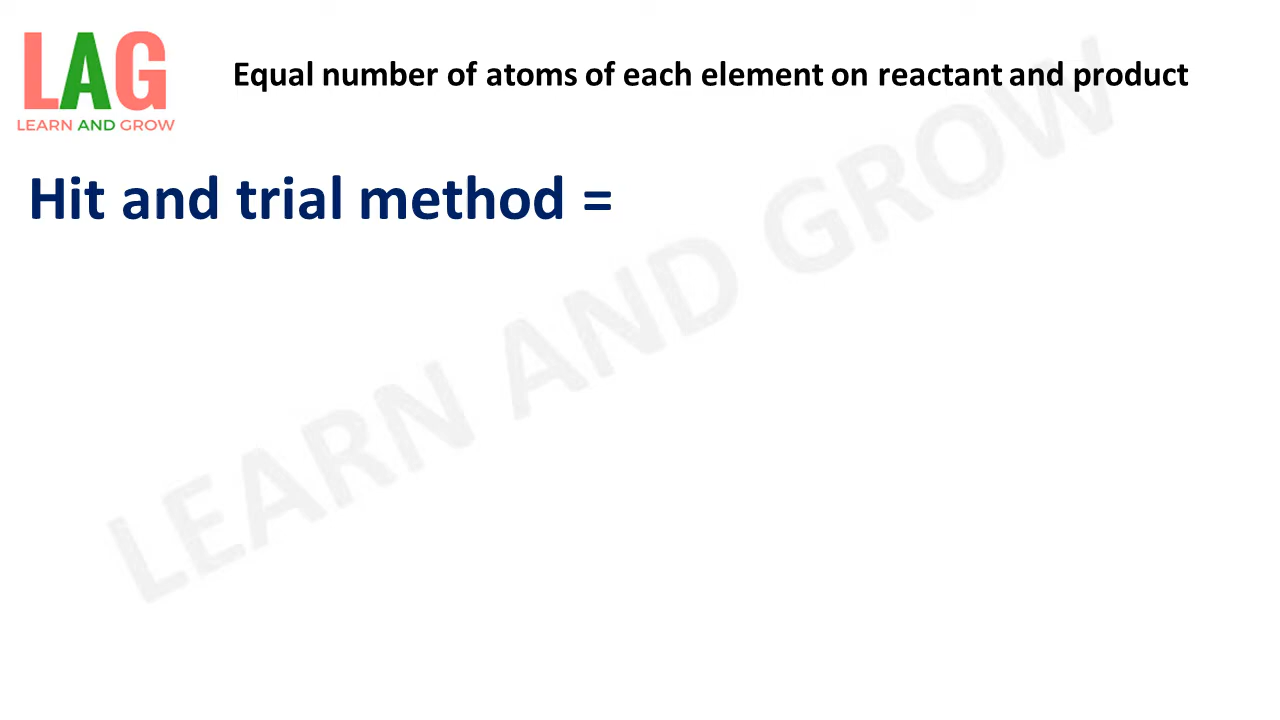 LAG
LEARN AND GROW
Equal number of atoms of each element on reactant and product
Hit and trial method =
LEARN AND GROW